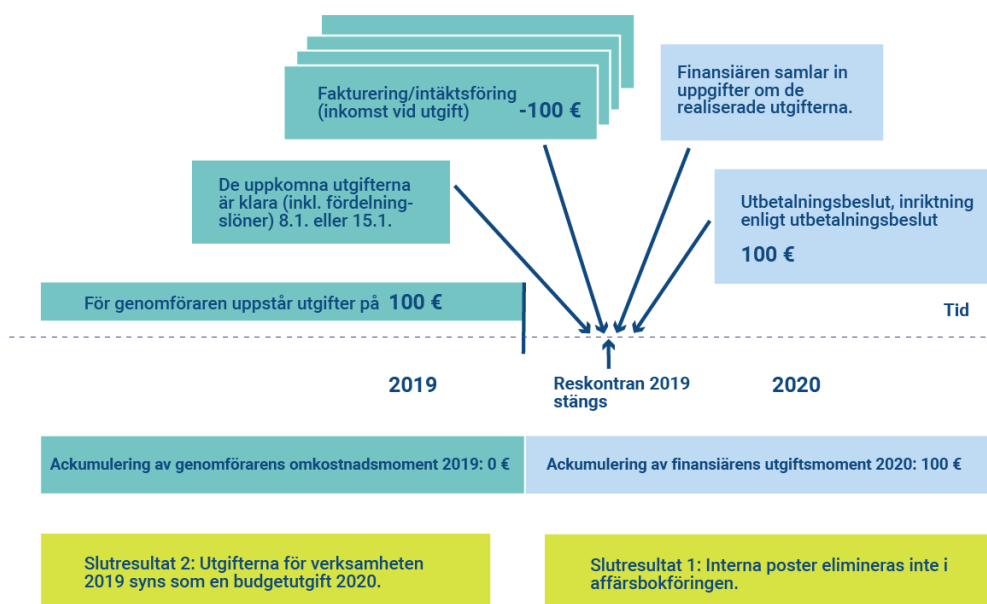 Fakturering/intäktsföring
(inkomst vid utgift) -100 €
Finansiären samlar in
uppgifter om de
realiserade utgifterna.
De uppkomna utgifterna
är klara (inkl. fördelning-
slöner) 8.1. eller 15.1.
Utbetalningsbeslut, inriktning
enligt utbetalningsbeslut
100 €
För genomföraren uppstår utgifter på 100 €
Tid
2019
Reskontran 2019
stängs
2020
Ackumulering av genomförarens omkostnadsmoment 2019: 0 €
Ackumulering av finansiärens utgiftsmoment 2020: 100 €
Slutresultat 2: Utgifterna för verksamheten
2019 syns som en budgetutgift 2020.
Slutresultat 1: Interna poster elimineras inte i
affärsbokföringen.